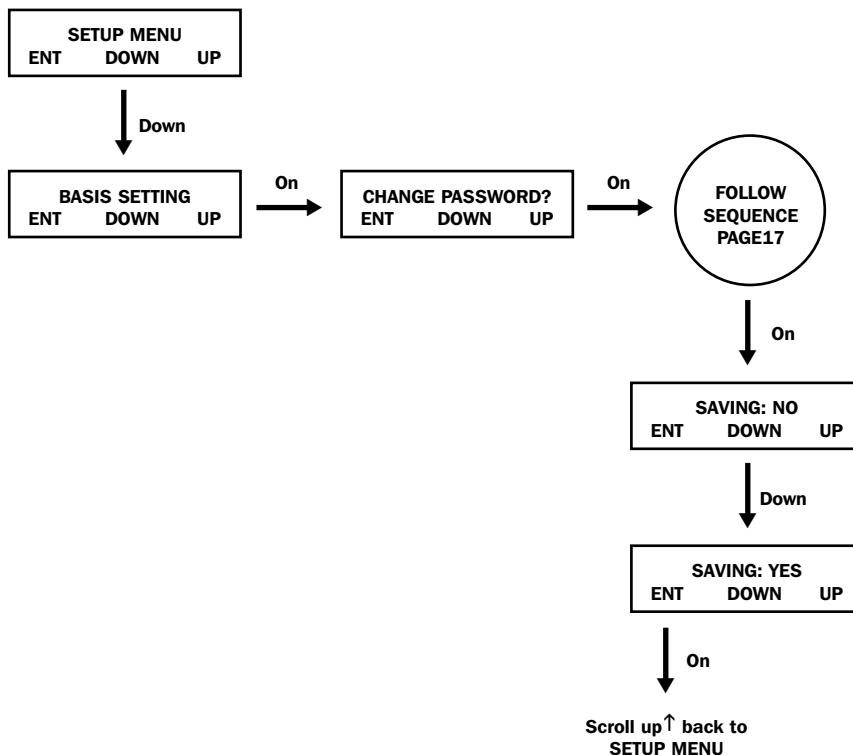 SETUP MENU
ENT DOWN UP
Down
BASIS SETTING
ENT DOWN UP
On
CHANGE PASSWORD?
ENT DOWN UP
On
FOLLOW
SEQUENCE
PAGE17
On
SAVING: NO
ENT DOWN UP
Down
SAVING: YES
ENT DOWN UP
On
Scroll up↑ back to
SETUP MENU